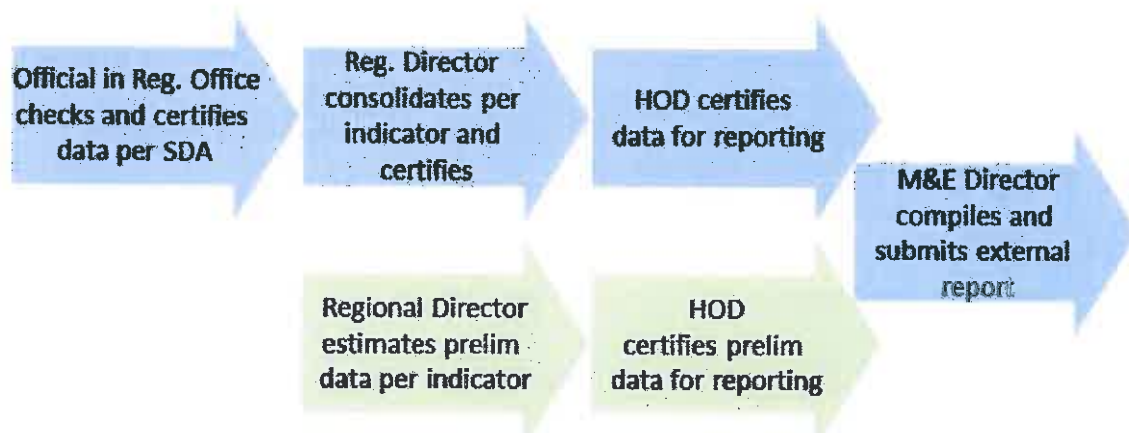 Official in Reg. Office
checks and certifies
data per SDA
Reg. Director
consolidates per
indicator and
certifies
HOD certifies
data for reporting
M&E Director
compiles and
submits external
report
Regional Director
estimates prelim
data per indicator
HOD
certifies prelim
data for reporting